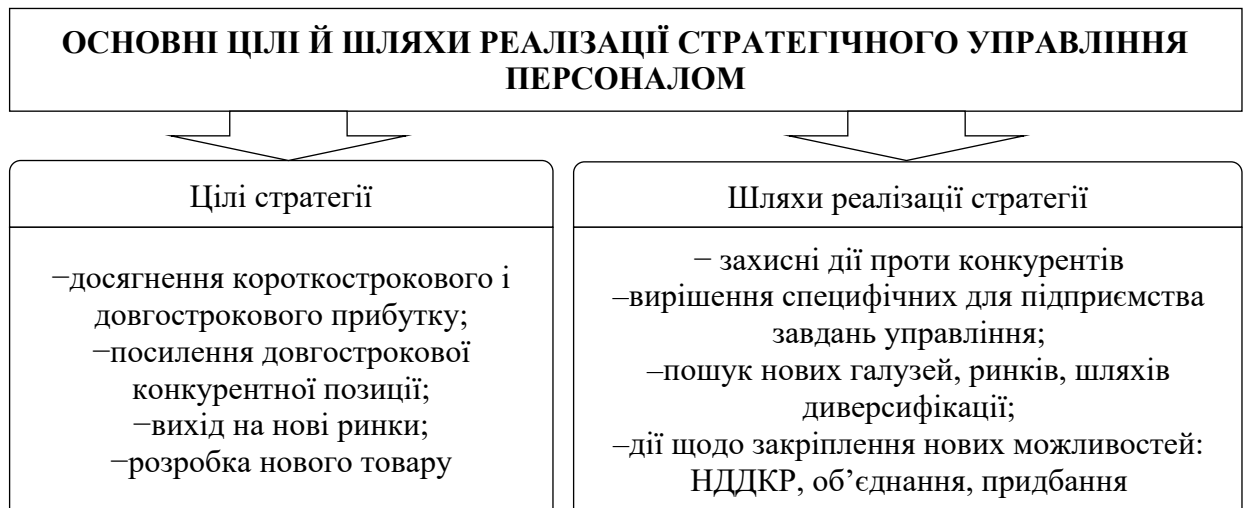 ОСНОВНІ ЦІЛІ Й ШЛЯХИ РЕАЛІЗАЦІЇ СТРАТЕГІЧНОГО УПРАВЛІННЯ
ПЕРСОНАЛОМ
Цілі стратегії
−досягнення короткострокового і
довгострокового прибутку;
−посилення довгострокової
конкурентної позиції;
−вихід на нові ринки;
−розробка нового товару
Шляхи реалізації стратегії
− захисні дії проти конкурентів
–вирішення специфічних для підприємства
завдань управління;
–пошук нових галузей, ринків, шляхів
диверсифікації;
–дії щодо закріплення нових можливостей:
НДДКР, об’єднання, придбання